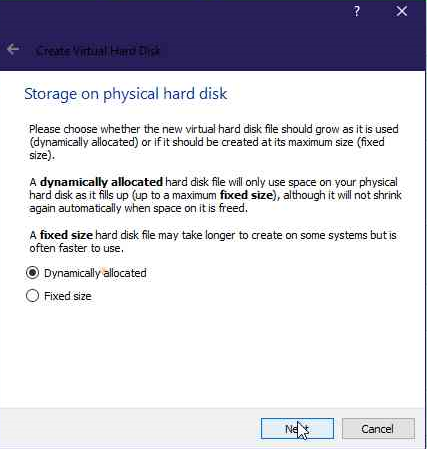 ?
Create Virtual Hard Disk
Storage on physical hard disk
Please choose whether the new virtual hard disk file should grow as it is used
(dynamically allocated) or if it should be created at its maximum size (fixed
size).
A dynamically allocated hard disk file will only use space on your physical
hard disk as it fills up (up to a maximum fixed size), although it will not shrink
again automatically when space on it is freed.
A fixed size hard disk file may take longer to create on some systems but is
often faster to use.
Dynamically allocated
Fixed size
Next Cancel